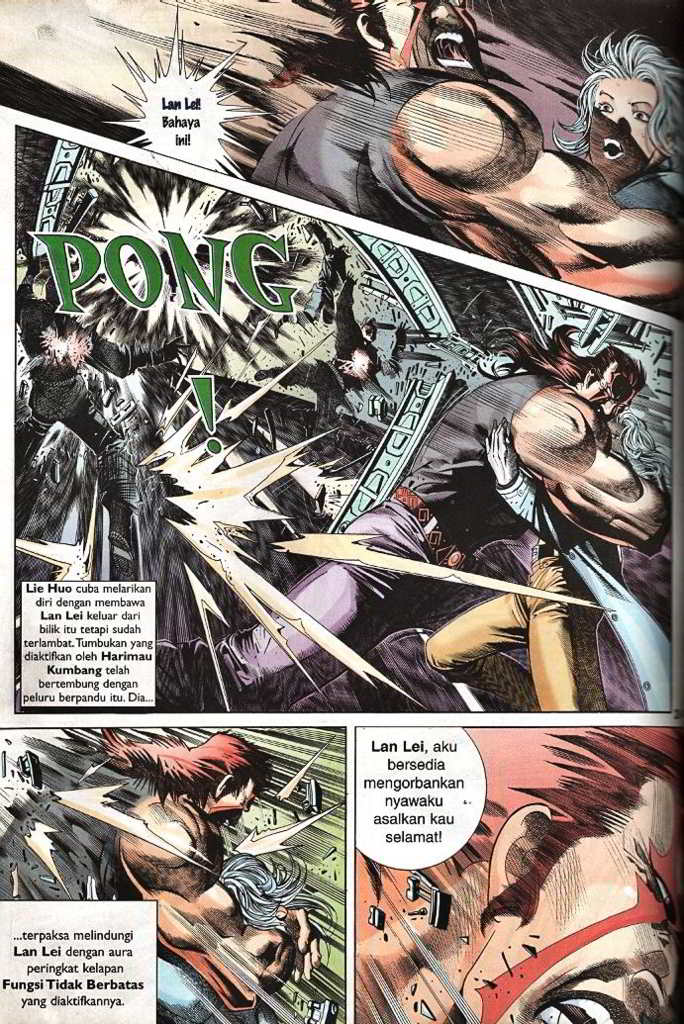 Lan Lei!
Bahaya
ini!
PONG
!
Lie Huo cuba melarikan
diri dengan membawa
Lan Lei keluar dari
bilik itu tetapi sudah
terlambat. Tumbukan yang
diaktifkan oleh Harimau
Kumbang telah
bertembung dengan
peluru berpandu itu. Dia...
...terpaksa melindungi
Lan Lei dengan aura
peringkat kelapan
Fungsi Tidak Berbatas
yang diaktifkannya.
Lan Lei, aku
bersedia
mengorbankan
nyawaku
asalkan kau
selamat!